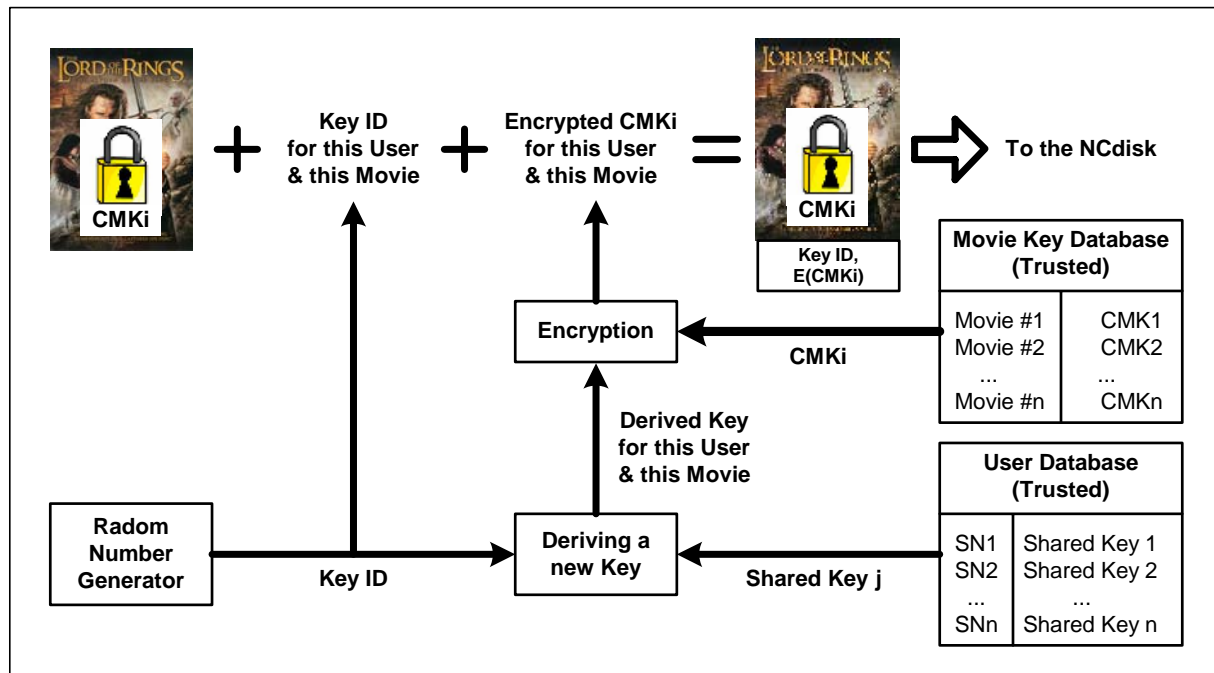 THE
LORD OF THE RINGS
CMKi
Key ID
for this User
& this Movie
Encrypted CMKi
for this User
& this Movie
LORD OF THE RINGS
CMKi
Key ID,
E(CMKi)
To the NCdisk
Movie Key Database
(Trusted)
Movie #1 CMK1
Movie #2 CMK2
... ...
Movie #n CMKn
Encryption
CMKi
Derived Key
for this User
& this Movie
User Database
(Trusted)
SN1 Shared Key 1
SN2 Shared Key 2
... ...
SNn Shared Key n
Radom
Number
Generator
Key ID
Deriving a
new Key
Shared Key j